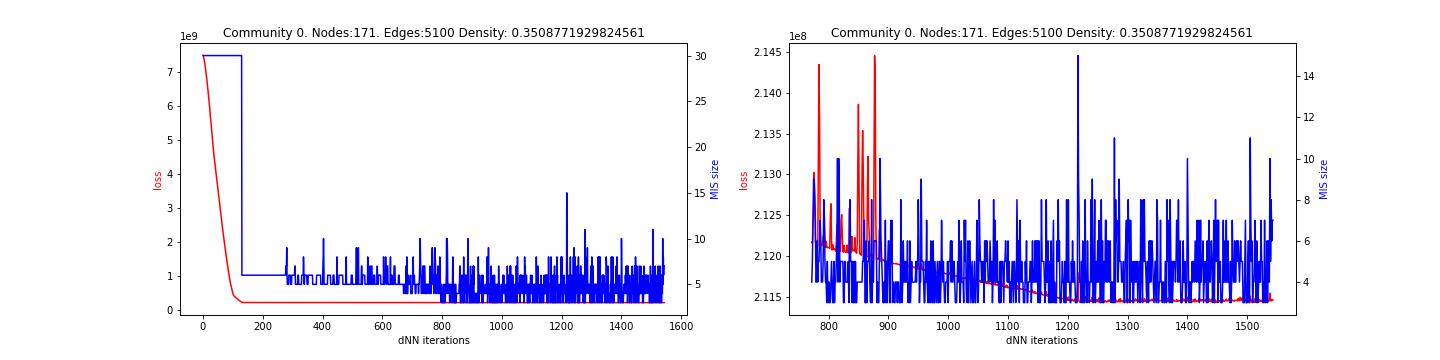 Community 0. Nodes:171. Edges:5100 Density: 0.3508771929824561
1e9
7
6
5
4
3
2
1
0
loss
30
25
20
15
10
5
MIS size
0 200 400 600 800 1000 1200 1400 1600
dNN iterations
Community 0. Nodes:171. Edges:5100 Density: 0.3508771929824561
1e8
2.145
2.140
2.135
2.130
2.125
2.120
2.115
loss
14
12
10
8
6
4
MIS size
800 900 1000 1100 1200 1300 1400 1500
dNN iterations